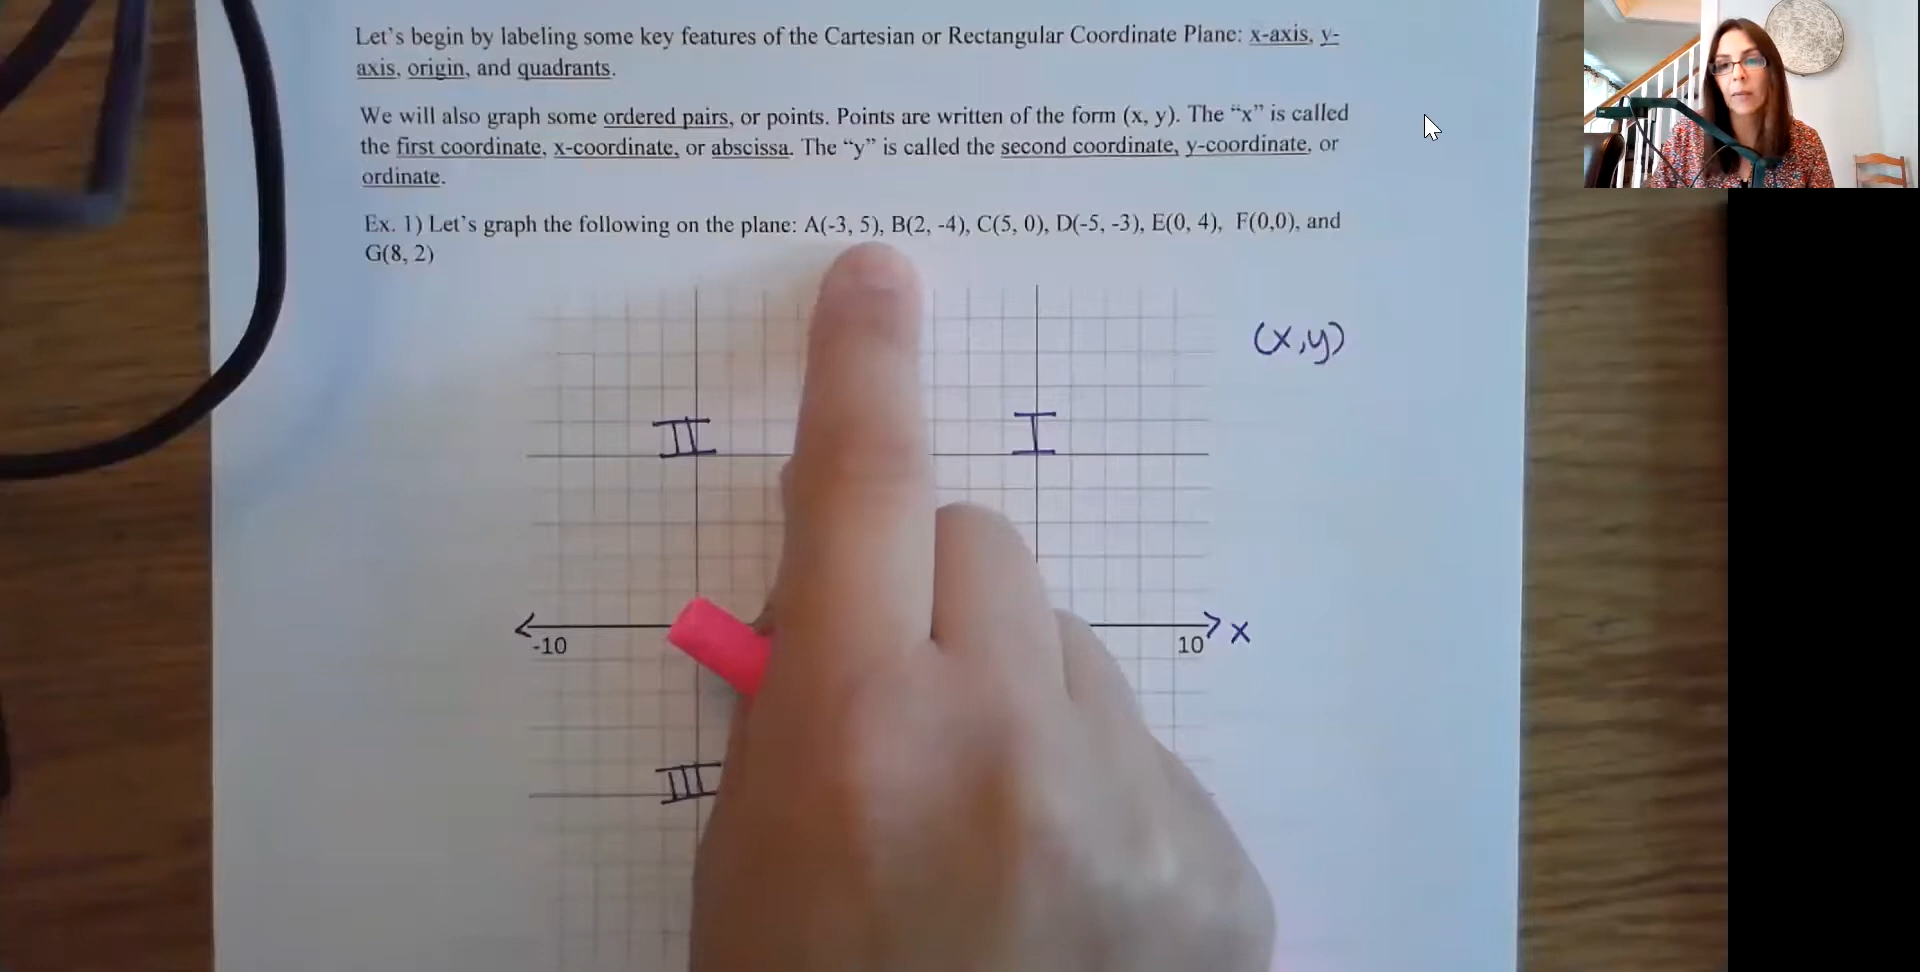 Let's begin by labeling some key features of the Cartesian or Rectangular Coordinate Plane: x-axis, y-
axis, origin, and quadrants.
We will also graph some ordered pairs, or points. Points are written of the form (x, y). The “x” is called
the first coordinate, x-coordinate, or abscissa. The “y” is called the second coordinate, y-coordinate, or
ordinate.
Ex. 1) Let's graph the following on the plane: A(-3, 5), B(2, -4), C(5, 0), D(-5, -3), E(0, 4), F(0,0), and
G(8, 2)
(x,y)
II I
-10 10 x
III